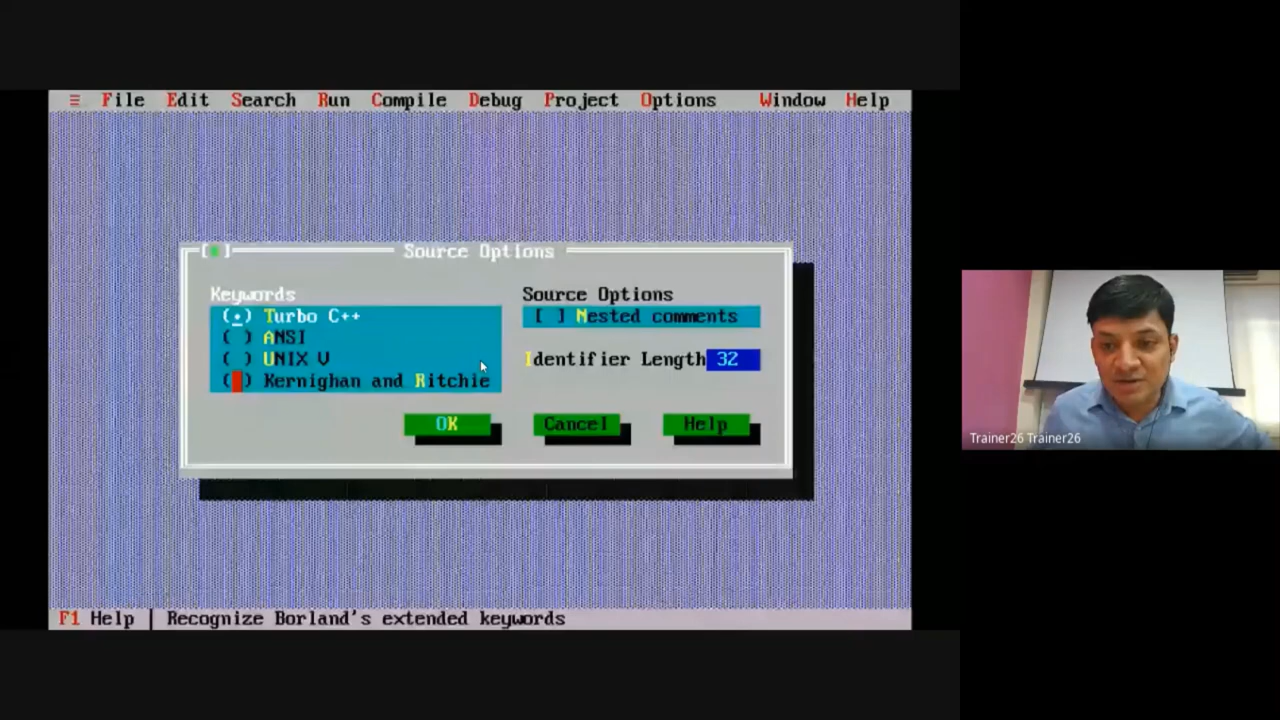 ≡ File Edit Search Run Compile Debug Project Options Window Help
Source Options
Keywords
(•) Turbo C++
( ) ANSI
( ) UNIX V
( ) Kernighan and Ritchie
Source Options
[ ] Nested comments
Identifier Length 32
OK Cancel Help
F1 Help | Recognize Borland's extended keywords
Trainer26 Trainer26